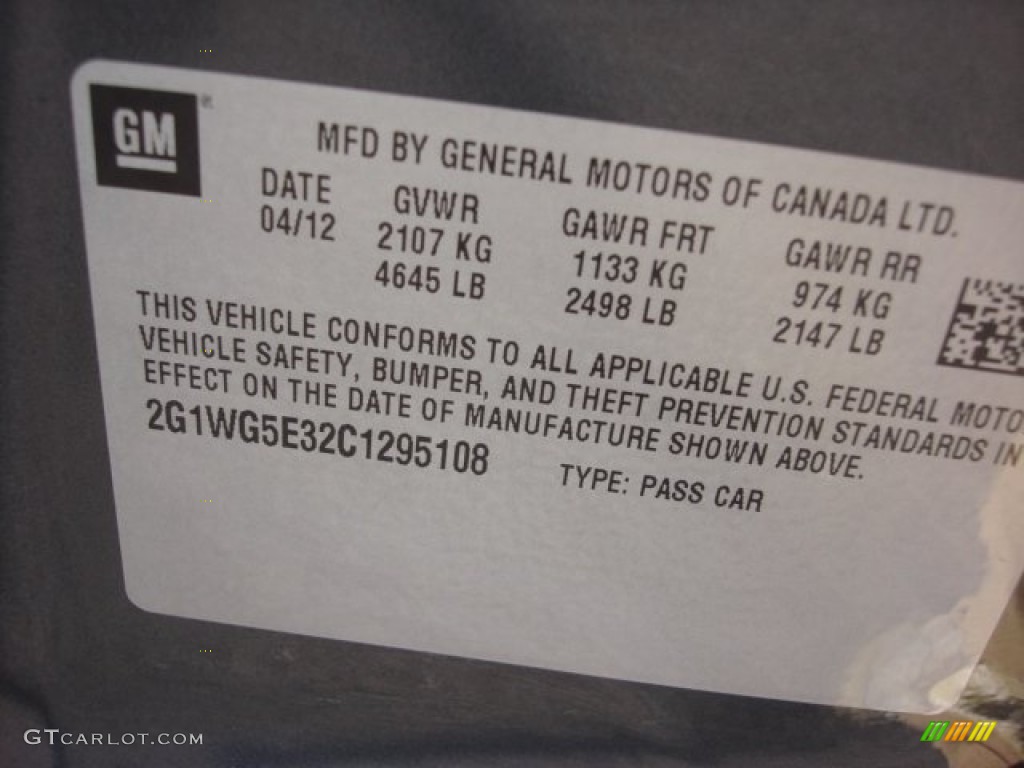 GM
MFD BY GENERAL MOTORS OF CANADA LTD.
DATE GVWR GAWR FRT GAWR RR
04/12 2107 KG 1133 KG 974 KG
4645 LB 2498 LB 2147 LB
THIS VEHICLE CONFORMS TO ALL APPLICABLE U.S. FEDERAL MOTO
VEHICLE SAFETY, BUMPER, AND THEFT PREVENTION STANDARDS IN
EFFECT ON THE DATE OF MANUFACTURE SHOWN ABOVE.
2G1WG5E32C1295108 TYPE: PASS CAR
GTCARLOT.COM